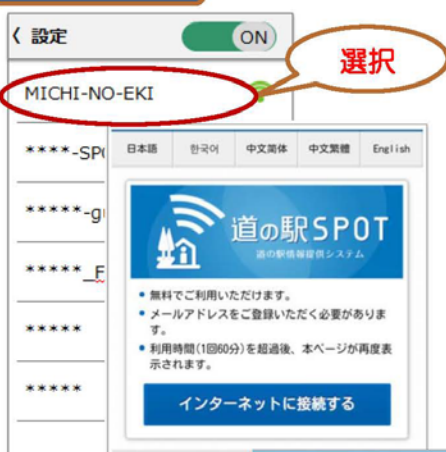 〈 設定
ON
選択
MICHI-NO-EKI
****-SP
*****-g
*****_F
*****
*****
日本語 한국어 中文简体 中文繁體 English
道の駅SPOT
道の駅情報提供システム
• 無料でご利用いただけます。
• メールアドレスをご登録いただく必要がありま
す。
• 利用時間(1回60分)を超過後、本ページが再度表
示されます。
インターネットに接続する